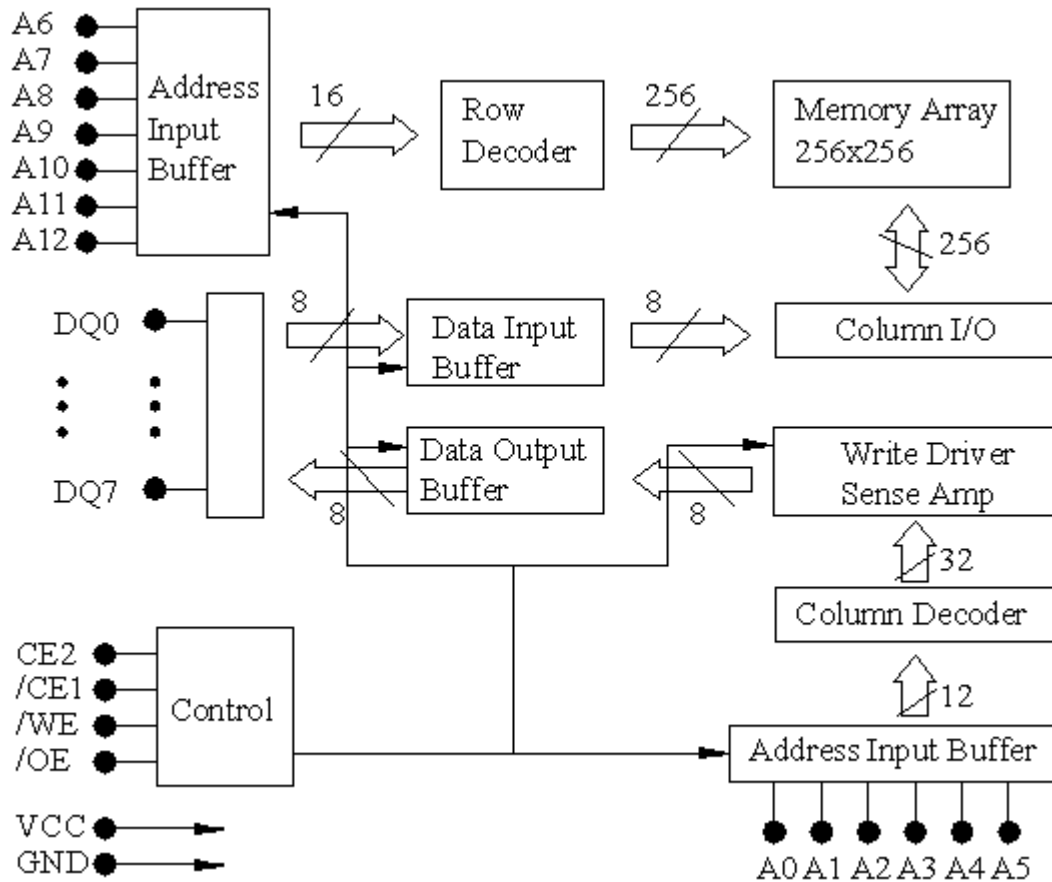 A6
A7
A8
A9
A10
A11
A12
Address
Input
Buffer
16
Row
Decoder
256
Memory Array
256x256
256
DQ0
DQ7
8
Data Input
Buffer
8
Column I/O
Data Output
Buffer
8
8
Write Driver
Sense Amp
32
Column Decoder
12
CE2
/CE1
/WE
/OE
Control
Address Input Buffer
VCC
GND
A0 A1 A2 A3 A4 A5